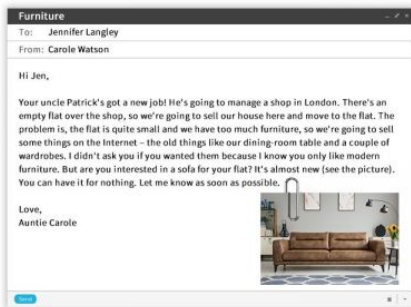 Furniture
To: Jennifer Langley
From: Carole Watson
Hi Jen,
Your uncle Patrick's got a new job! He's going to manage a shop in London. There's an
empty flat over the shop, so we're going to sell our house here and move to the flat. The
problem is, the flat is quite small and we have too much furniture, so we're going to sell
some things on the Internet – the old things like our dining-room table and a couple of
wardrobes. I didn't ask you if you wanted them because I know you only like modern
furniture. But are you interested in a sofa for your flat? It's almost new (see the picture).
You can have it for nothing. Let me know as soon as possible.
Love,
Auntie Carole
Send